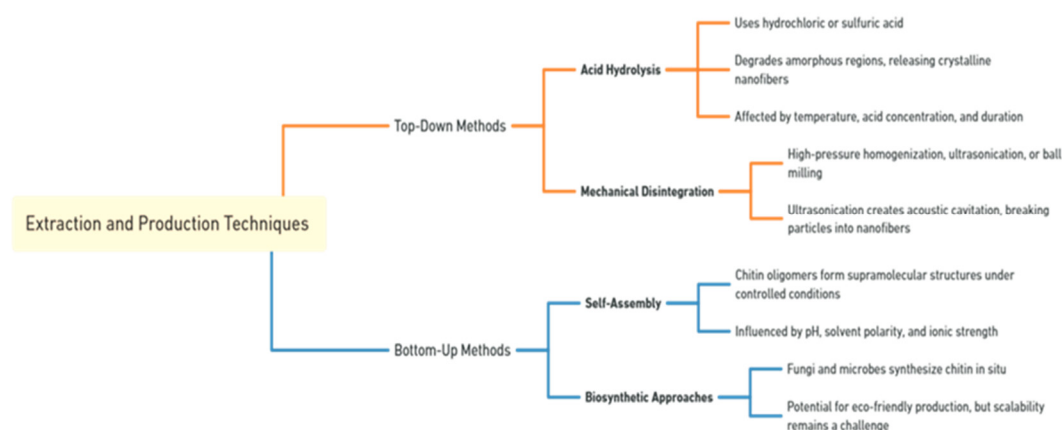 Extraction and Production Techniques
Top-Down Methods
Acid Hydrolysis
Uses hydrochloric or sulfuric acid
Degrades amorphous regions, releasing crystalline
nanofibers
Affected by temperature, acid concentration, and duration
Mechanical Disintegration
High-pressure homogenization, ultrasonication, or ball
milling
Ultrasonication creates acoustic cavitation, breaking
particles into nanofibers
Bottom-Up Methods
Self-Assembly
Chitin oligomers form supramolecular structures under
controlled conditions
Influenced by pH, solvent polarity, and ionic strength
Biosynthetic Approaches
Fungi and microbes synthesize chitin in situ
Potential for eco-friendly production, but scalability
remains a challenge